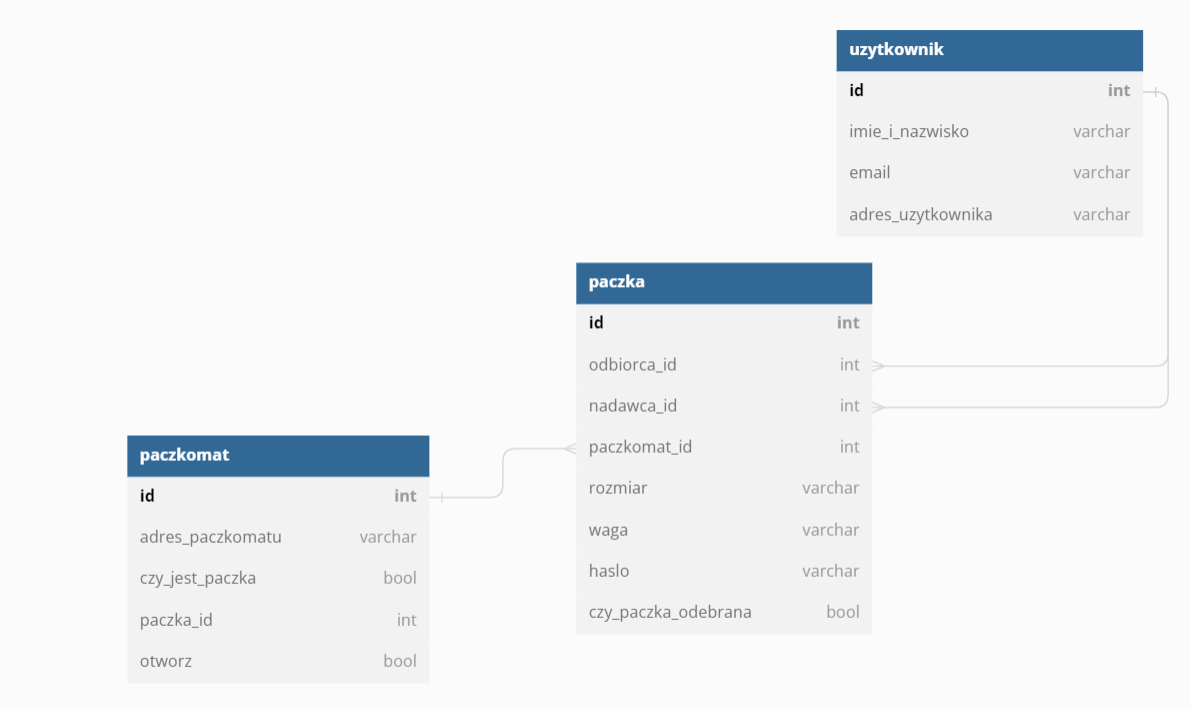 uzytkownik
id int
imie_i_nazwisko varchar
email varchar
adres_uzytkownika varchar
paczka
id int
odbiorca_id int
nadawca_id int
paczkomat_id int
rozmiar varchar
waga varchar
haslo varchar
czy_paczka_odebrana bool
paczkomat
id int
adres_paczkomatu varchar
czy_jest_paczka bool
paczka_id int
otworz bool